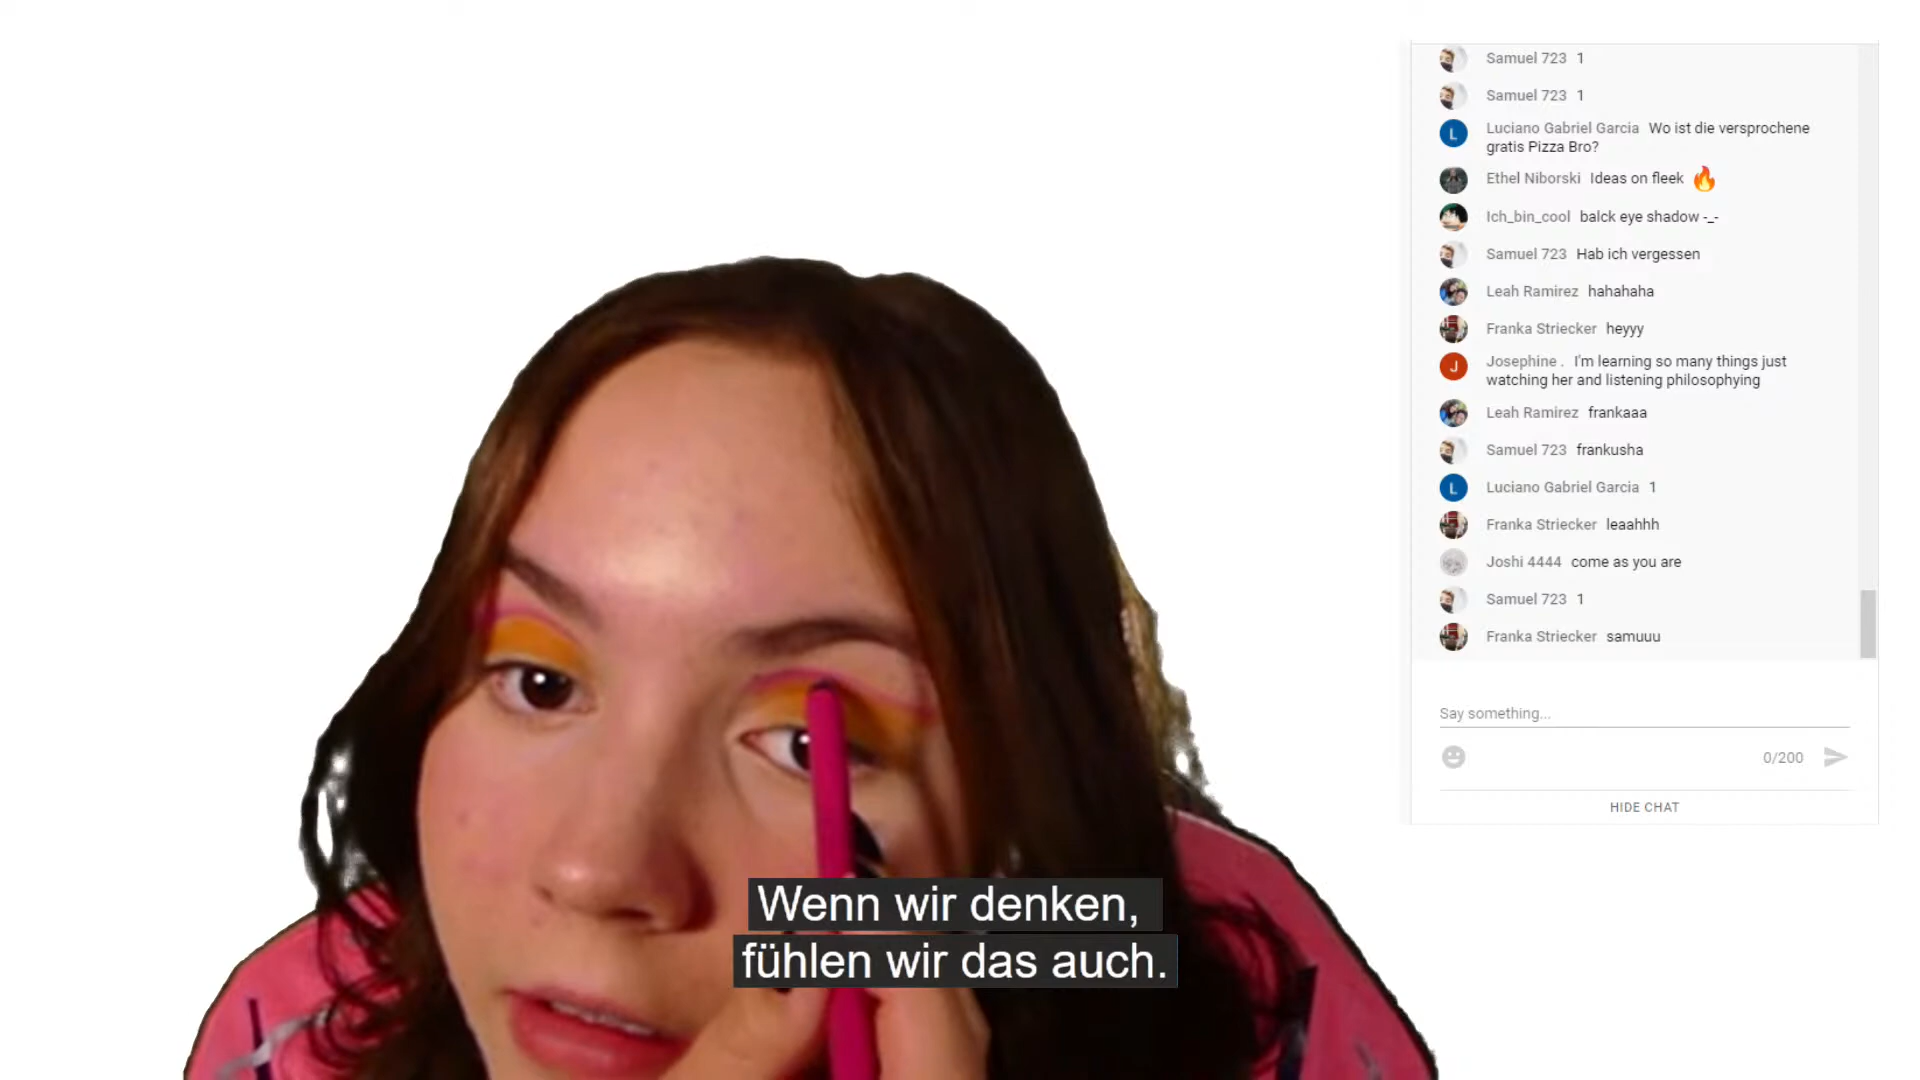 Samuel 723 1
Samuel 723 1
L
Luciano Gabriel Garcia Wo ist die versprochene
gratis Pizza Bro?
Ethel Niborski Ideas on fleek 🔥
Ich_bin_cool balck eye shadow -_-
Samuel 723 Hab ich vergessen
Leah Ramirez hahahaha
Franka Striecker heyyy
J
Josephine . I'm learning so many things just
watching her and listening philosophying
Leah Ramirez frankaaa
Samuel 723 frankusha
L
Luciano Gabriel Garcia 1
Franka Striecker leaahhh
Joshi 4444 come as you are
Samuel 723 1
Franka Striecker samuuu
Say something...
0/200
HIDE CHAT
Wenn wir denken,
fühlen wir das auch.